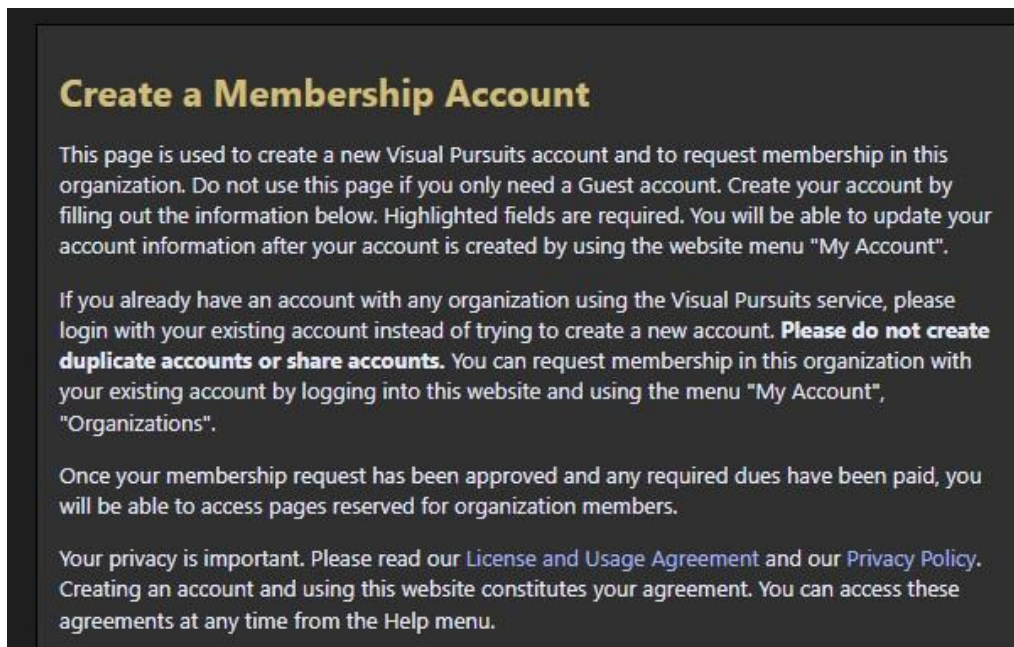 Create a Membership Account
This page is used to create a new Visual Pursuits account and to request membership in this
organization. Do not use this page if you only need a Guest account. Create your account by
filling out the information below. Highlighted fields are required. You will be able to update your
account information after your account is created by using the website menu "My Account".
If you already have an account with any organization using the Visual Pursuits service, please
login with your existing account instead of trying to create a new account. Please do not create
duplicate accounts or share accounts. You can request membership in this organization with
your existing account by logging into this website and using the menu "My Account",
"Organizations".
Once your membership request has been approved and any required dues have been paid, you
will be able to access pages reserved for organization members.
Your privacy is important. Please read our License and Usage Agreement and our Privacy Policy.
Creating an account and using this website constitutes your agreement. You can access these
agreements at any time from the Help menu.